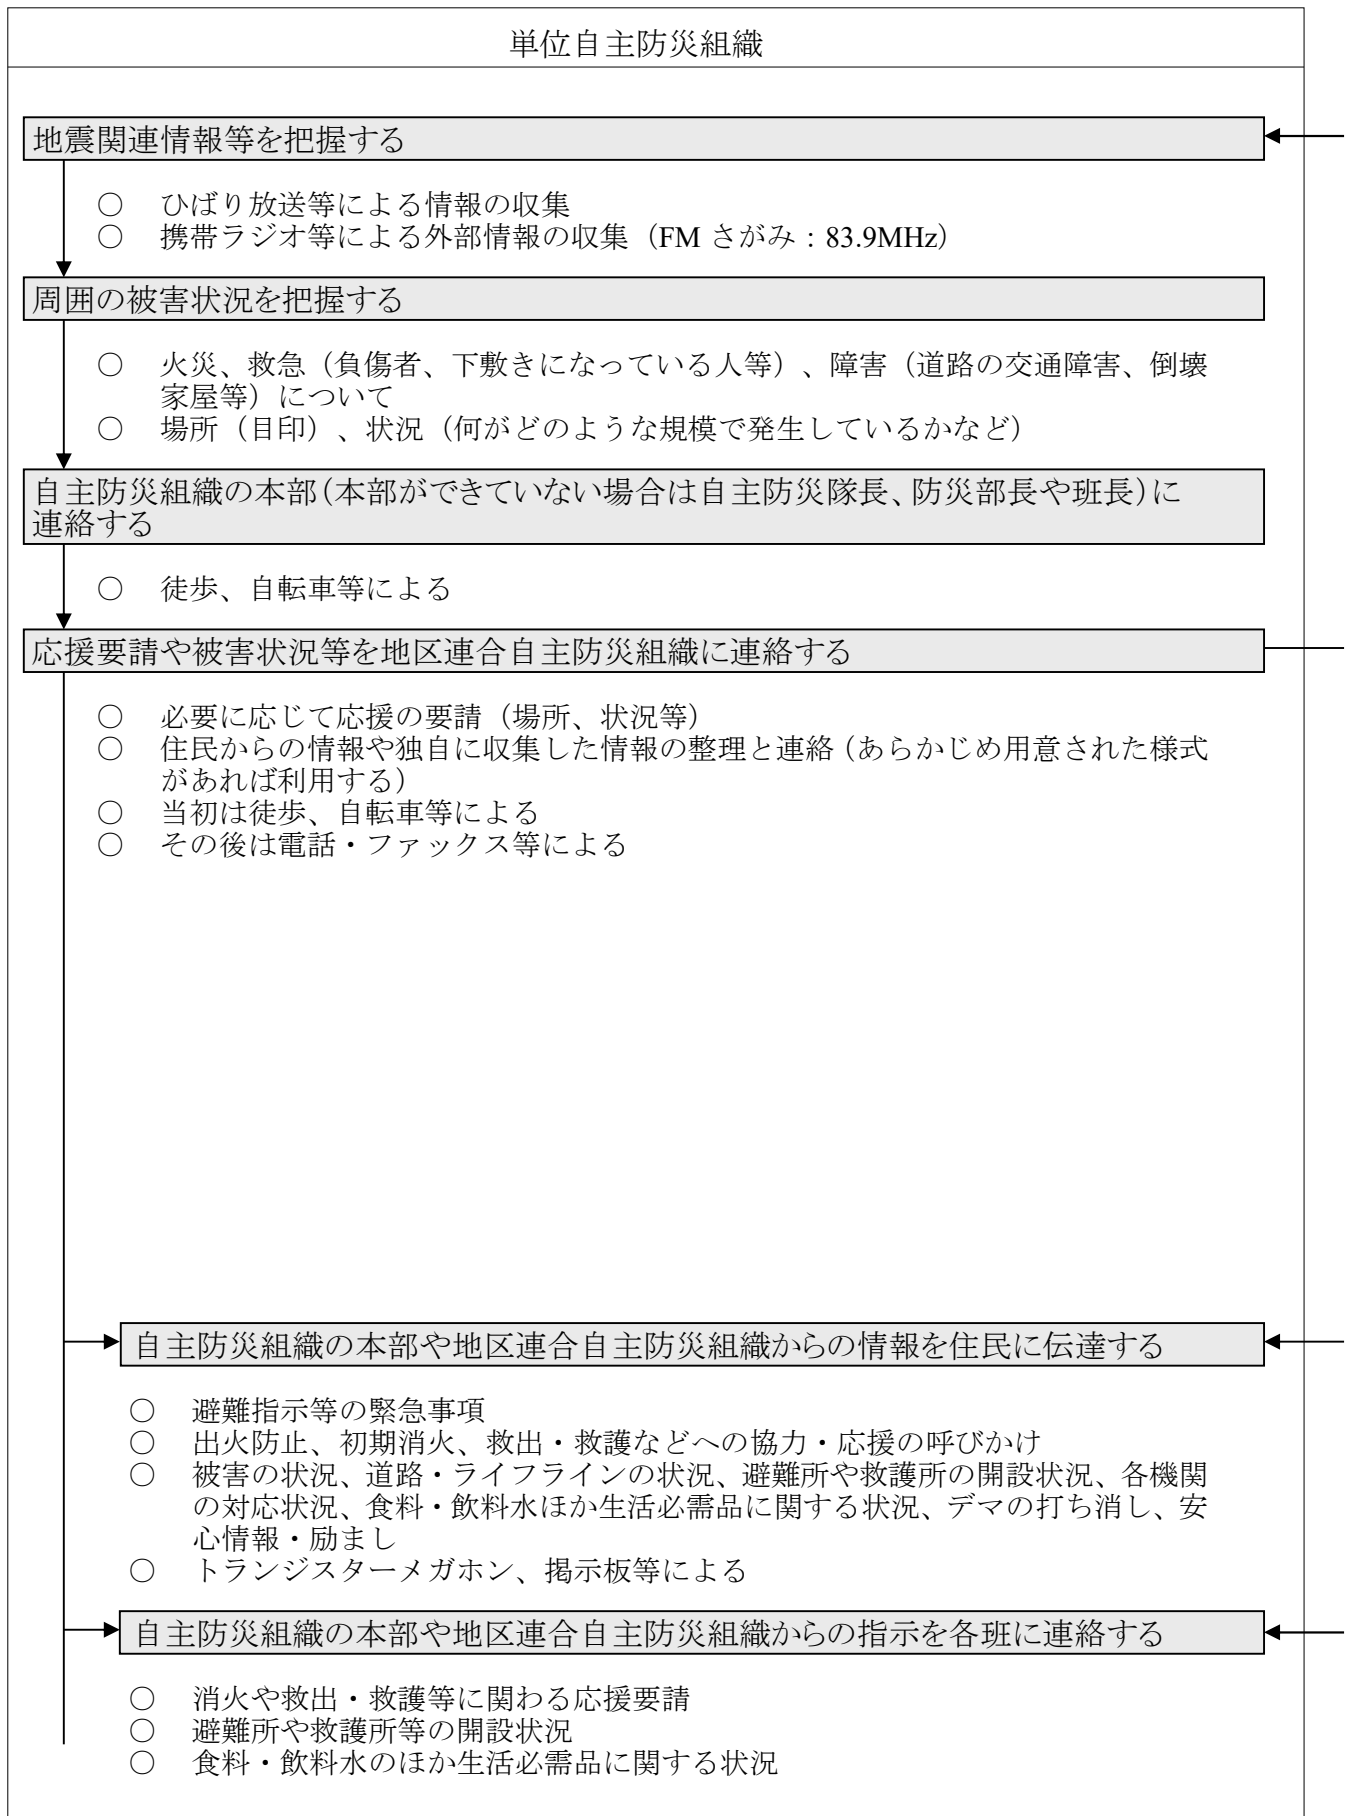 単位自主防災組織
地震関連情報等を把握する
○ ひばり放送等による情報の収集
○ 携帯ラジオ等による外部情報の収集（FM さがみ：83.9MHz）
周囲の被害状況を把握する
○ 火災、救急（負傷者、下敷きになっている人等）、障害（道路の交通障害、倒壊
家屋等）について
○ 場所（目印）、状況（何がどのような規模で発生しているかなど）
自主防災組織の本部（本部ができていない場合は自主防災隊長、防災部長や班長）に
連絡する
○ 徒歩、自転車等による
応援要請や被害状況等を地区連合自主防災組織に連絡する
○ 必要に応じて応援の要請（場所、状況等）
○ 住民からの情報や独自に収集した情報の整理と連絡（あらかじめ用意された様式
があれば利用する）
○ 当初は徒歩、自転車等による
○ その後は電話・ファックス等による
自主防災組織の本部や地区連合自主防災組織からの情報を住民に伝達する
○ 避難指示等の緊急事項
○ 出火防止、初期消火、救出・救護などへの協力・応援の呼びかけ
○ 被害の状況、道路・ライフラインの状況、避難所や救護所の開設状況、各機関
の対応状況、食料・飲料水ほか生活必需品に関する状況、デマの打ち消し、安
心情報・励まし
○ トランジスターメガホン、掲示板等による
自主防災組織の本部や地区連合自主防災組織からの指示を各班に連絡する
○ 消火や救出・救護等に関わる応援要請
○ 避難所や救護所等の開設状況
○ 食料・飲料水のほか生活必需品に関する状況